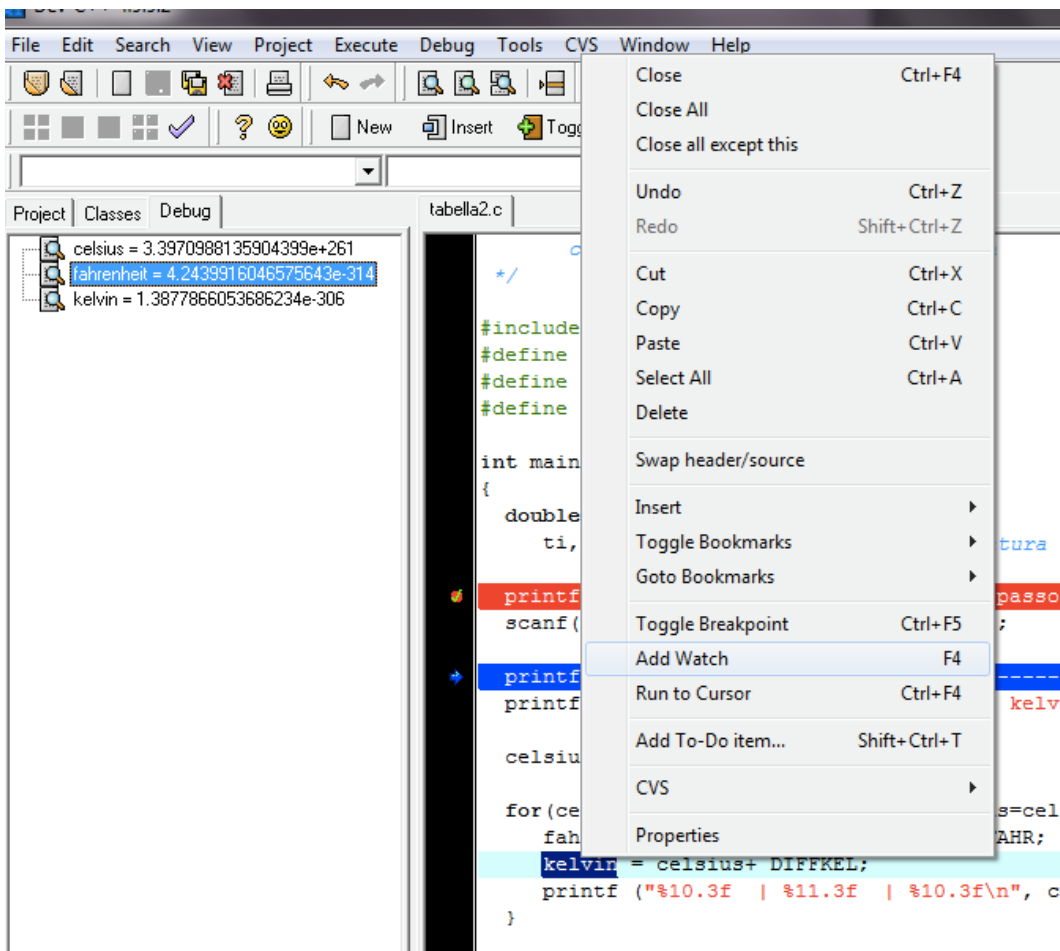 File Edit Search View Project Execute Debug Tools CVS Window Help
New Insert
Project Classes Debug
tabella2.c
celsius = 3.3970988135904399e+261
fahrenheit = 4.2439916046575643e-314
kelvin = 1.3877866053686234e-306
Close Ctrl+F4
Close All
Close all except this
Undo Ctrl+Z
Redo Shift+Ctrl+Z
Cut Ctrl+X
Copy Ctrl+C
Paste Ctrl+V
Select All Ctrl+A
Delete
Swap header/source
Insert
Toggle Bookmarks
Goto Bookmarks
Toggle Breakpoint Ctrl+F5
Add Watch F4
Run to Cursor Ctrl+F4
Add To-Do item... Shift+Ctrl+T
CVS
Properties
*/
#include
#define
#define
#define
int main
{
double
ti, tura
printf passo
scanf( ;
printf -----
printf kelv
celsiu
for(ce s=cel
fah AHR;
kelvin = celsius+ DIFFKEL;
printf ("%10.3f | %11.3f | %10.3f\n", c
}